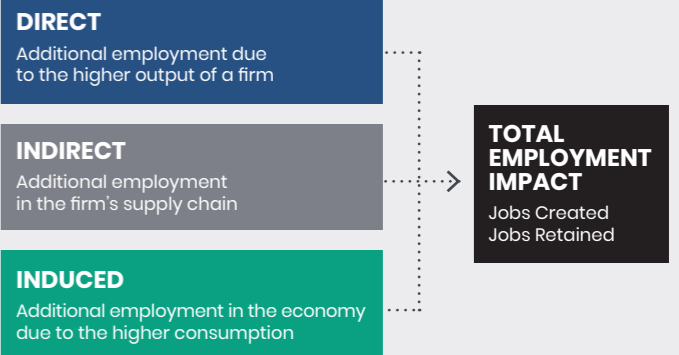 DIRECT
Additional employment due
to the higher output of a firm
INDIRECT
Additional employment
in the firm's supply chain
INDUCED
Additional employment in the economy
due to the higher consumption
TOTAL
EMPLOYMENT
IMPACT
Jobs Created
Jobs Retained